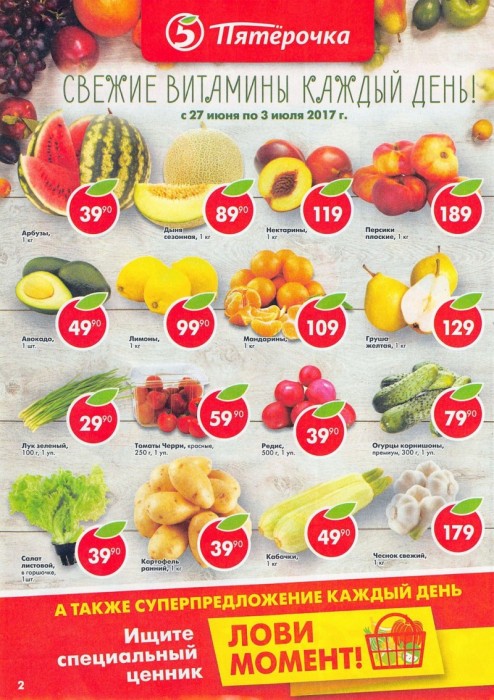 5 Пятёрочка
СВЕЖИЕ ВИТАМИНЫ КАЖДЫЙ ДЕНЬ!
с 27 июня по 3 июля 2017 г.
39 90
89 90
119
189
Арбузы,
1 кг
Дыня
сезонная, 1 кг
Нектарины,
1 кг
Персики
плоские, 1 кг
49 90
99 90
109
129
Авокадо,
1 шт.
Лимоны,
1 кг
Мандарины,
1 кг
Груша
желтая, 1 кг
29 90
59 90
39 90
79 90
Лук зеленый,
100 г, 1 уп.
Томаты Черри, красные,
250 г, 1 уп.
Редис,
500 г, 1 уп.
Огурцы корнишоны,
премиум, 300 г, 1 уп.
39 90
39 90
49 90
179
Салат
листовой,
в горшочке,
1шт.
Картофель
ранний, 1 кг
Кабачки,
1 кг
Чеснок свежий,
1 кг
А ТАКЖЕ СУПЕРПРЕДЛОЖЕНИЕ КАЖДЫЙ ДЕНЬ
Ищите
специальный
ценник
ЛОВИ
МОМЕНТ!
2